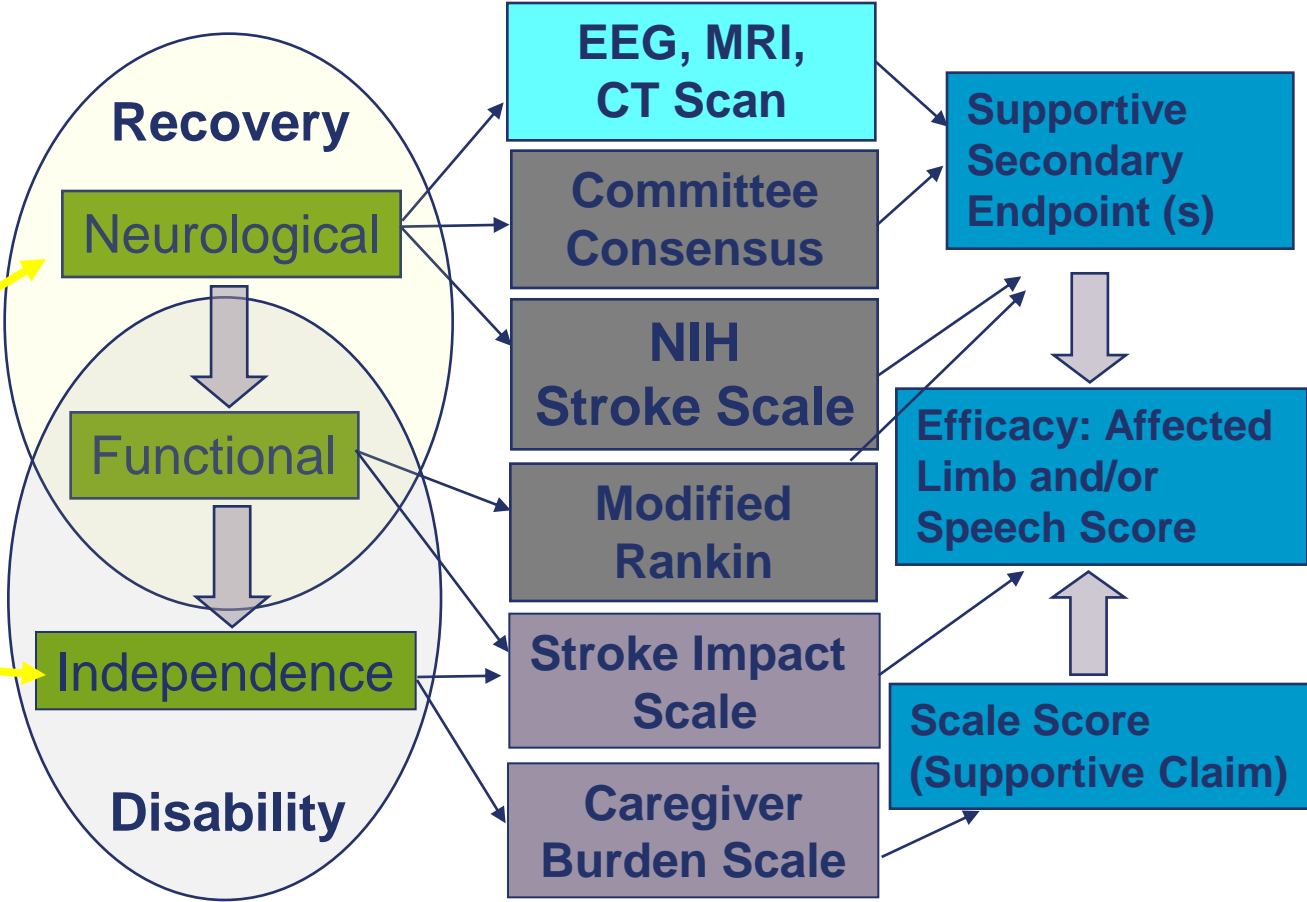 Recovery
Neurological
Functional
Independence
Disability
EEG, MRI,
CT Scan
Committee
Consensus
NIH
Stroke Scale
Modified
Rankin
Stroke Impact
Scale
Caregiver
Burden Scale
Supportive
Secondary
Endpoint (s)
Efficacy: Affected
Limb and/or
Speech Score
Scale Score
(Supportive Claim)